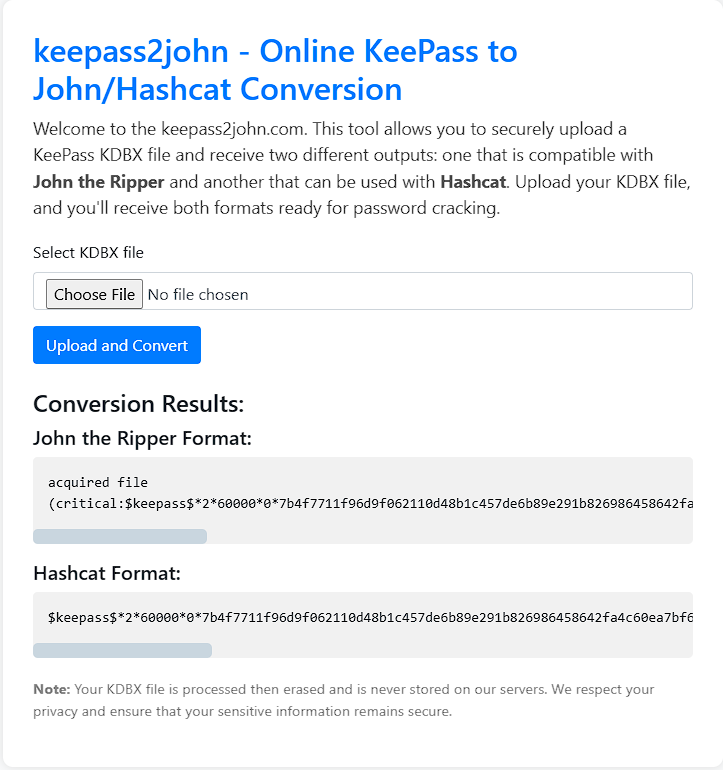 keepass2john - Online KeePass to
John/Hashcat Conversion
Welcome to the keepass2john.com. This tool allows you to securely upload a
KeePass KDBX file and receive two different outputs: one that is compatible with
John the Ripper and another that can be used with Hashcat. Upload your KDBX file,
and you'll receive both formats ready for password cracking.
Select KDBX file
Choose File No file chosen
Upload and Convert
Conversion Results:
John the Ripper Format:
acquired file
(critical:$keepass$*2*60000*0*7b4f7711f96d9f062110d48b1c457de6b89e291b826986458642fa
Hashcat Format:
$keepass$*2*60000*0*7b4f7711f96d9f062110d48b1c457de6b89e291b826986458642fa4c60ea7bf6
Note: Your KDBX file is processed then erased and is never stored on our servers. We respect your
privacy and ensure that your sensitive information remains secure.